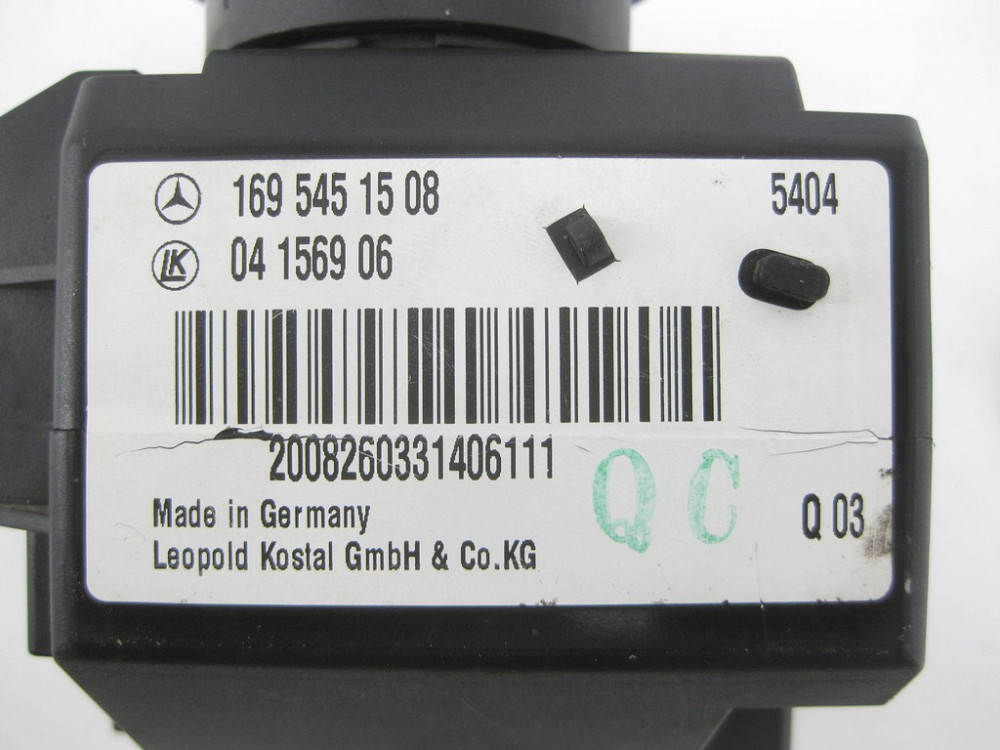 169 545 15 08
5404
LK
04 1569 06
2008260331406111
QC
Made in Germany
Q 03
Leopold Kostal GmbH & Co.KG